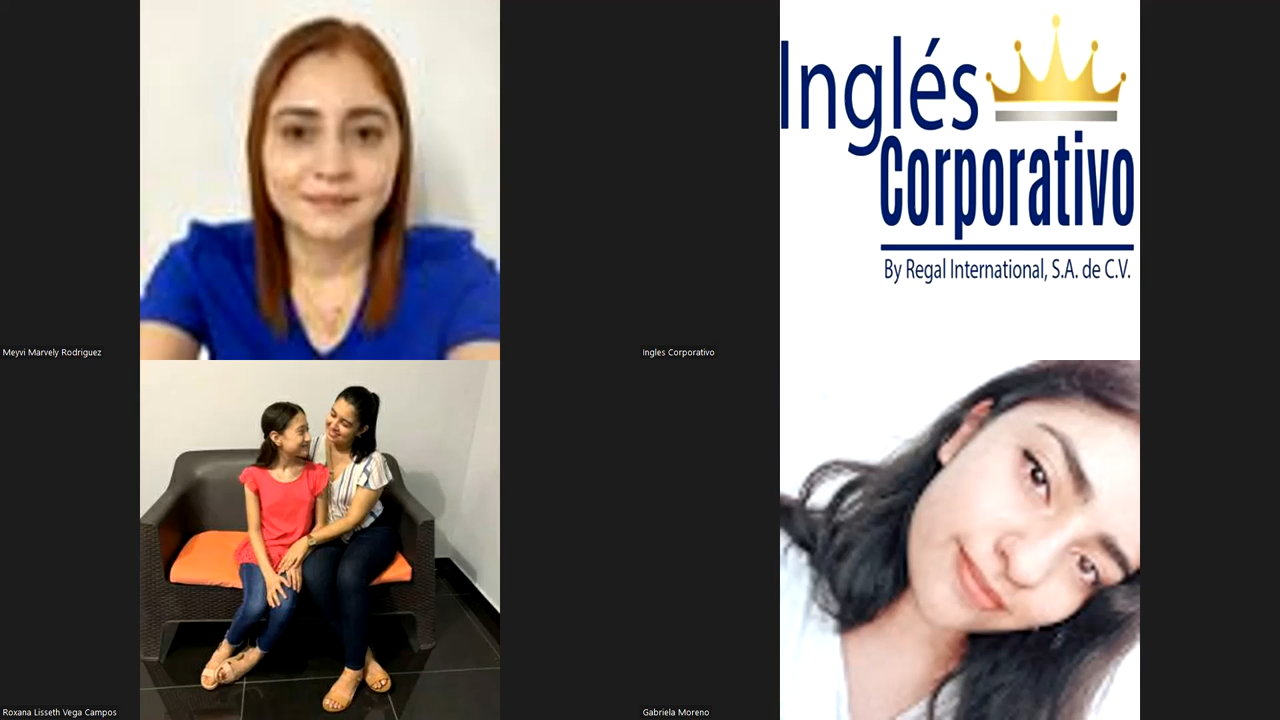 Inglés
Corporativo
By Regal International, S.A. de C.V.
Meyvi Marvely Rodriguez
Ingles Corporativo
Roxana Lisseth Vega Campos
Gabriela Moreno